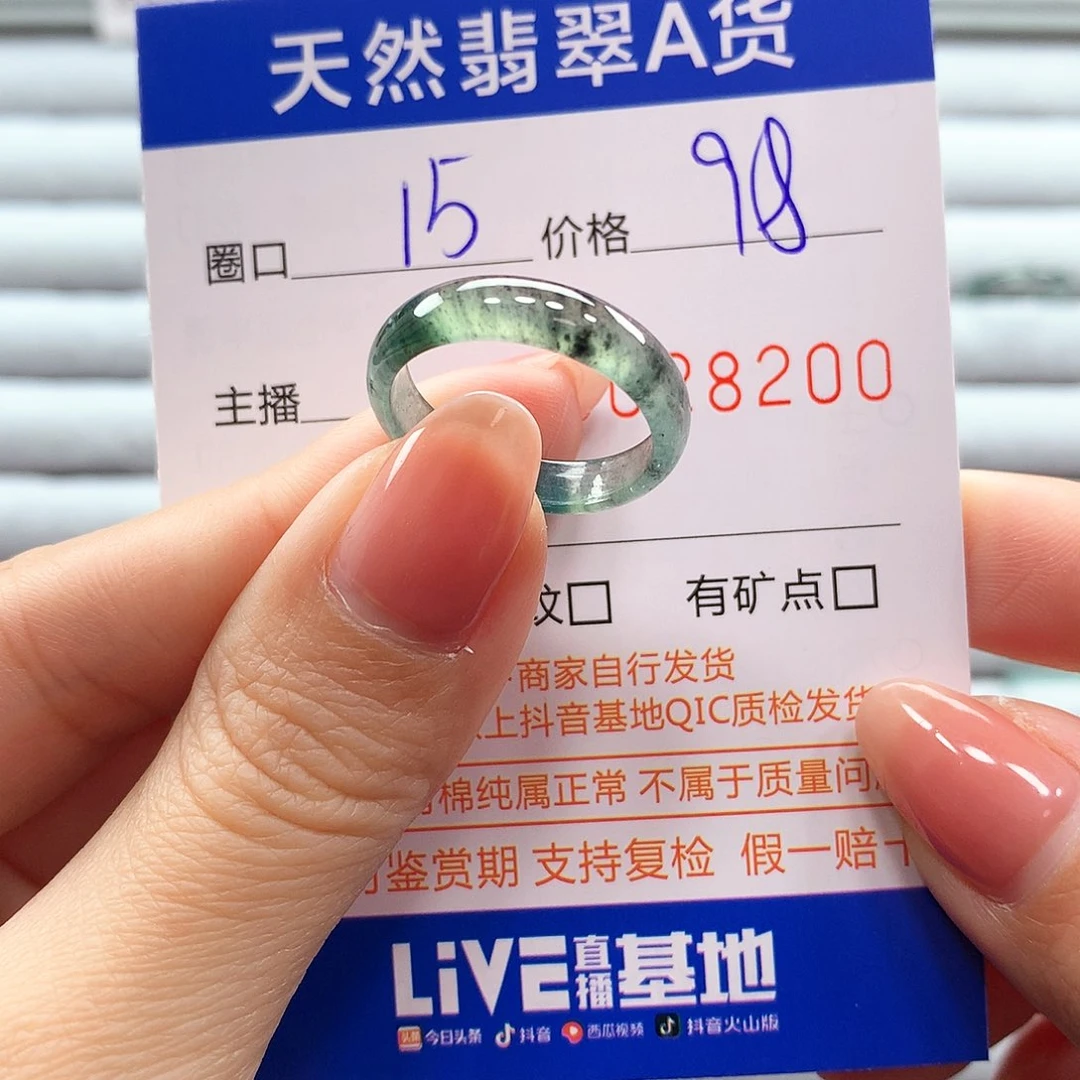 天然翡翠A货
圈口 15 价格 98
主播 28200
纹□ 有矿点□
商家自行发货
上抖音基地QIC质检发货
棉纯属正常 不属于质量问
鉴赏期 支持复检 假一赔
LiVE直播基地
头条 今日头条 抖音 西瓜视频 抖音火山版